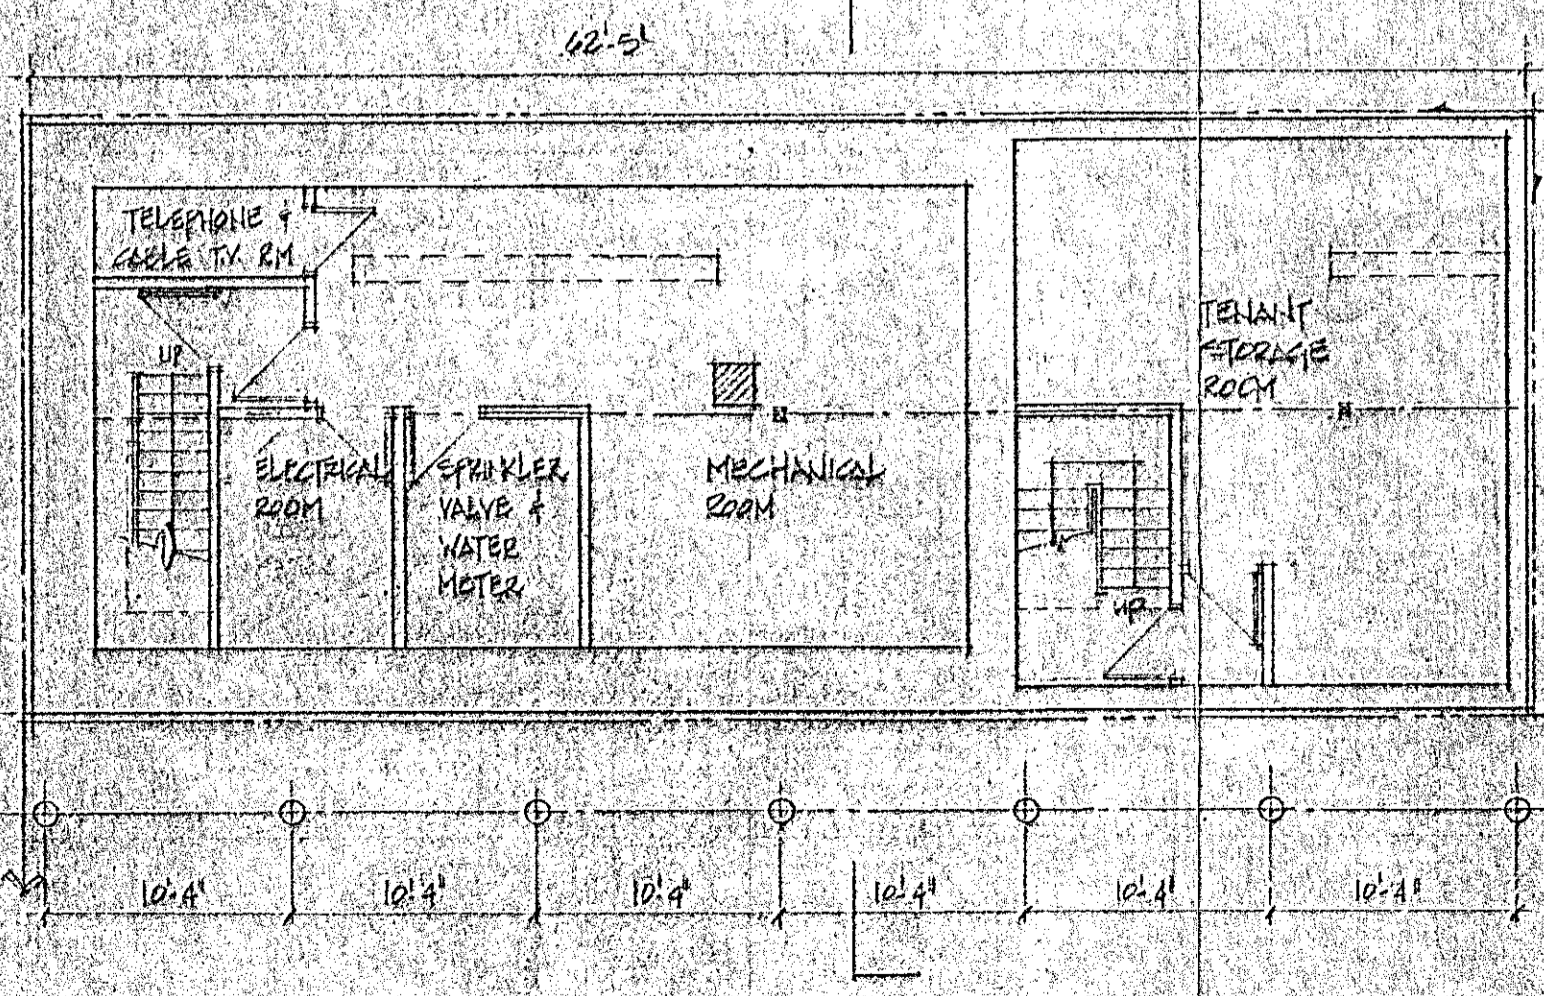 62'-5"
TELEPHONE &
CABLE T.V. RM
UP
ELECTRICAL
ROOM
SPRINKLER
VALVE &
WATER
METER
MECHANICAL
ROOM
TENANT
STORAGE
ROOM
UP
10'-4"
10'-4"
10'-4"
10'-4"
10'-4"
10'-4"